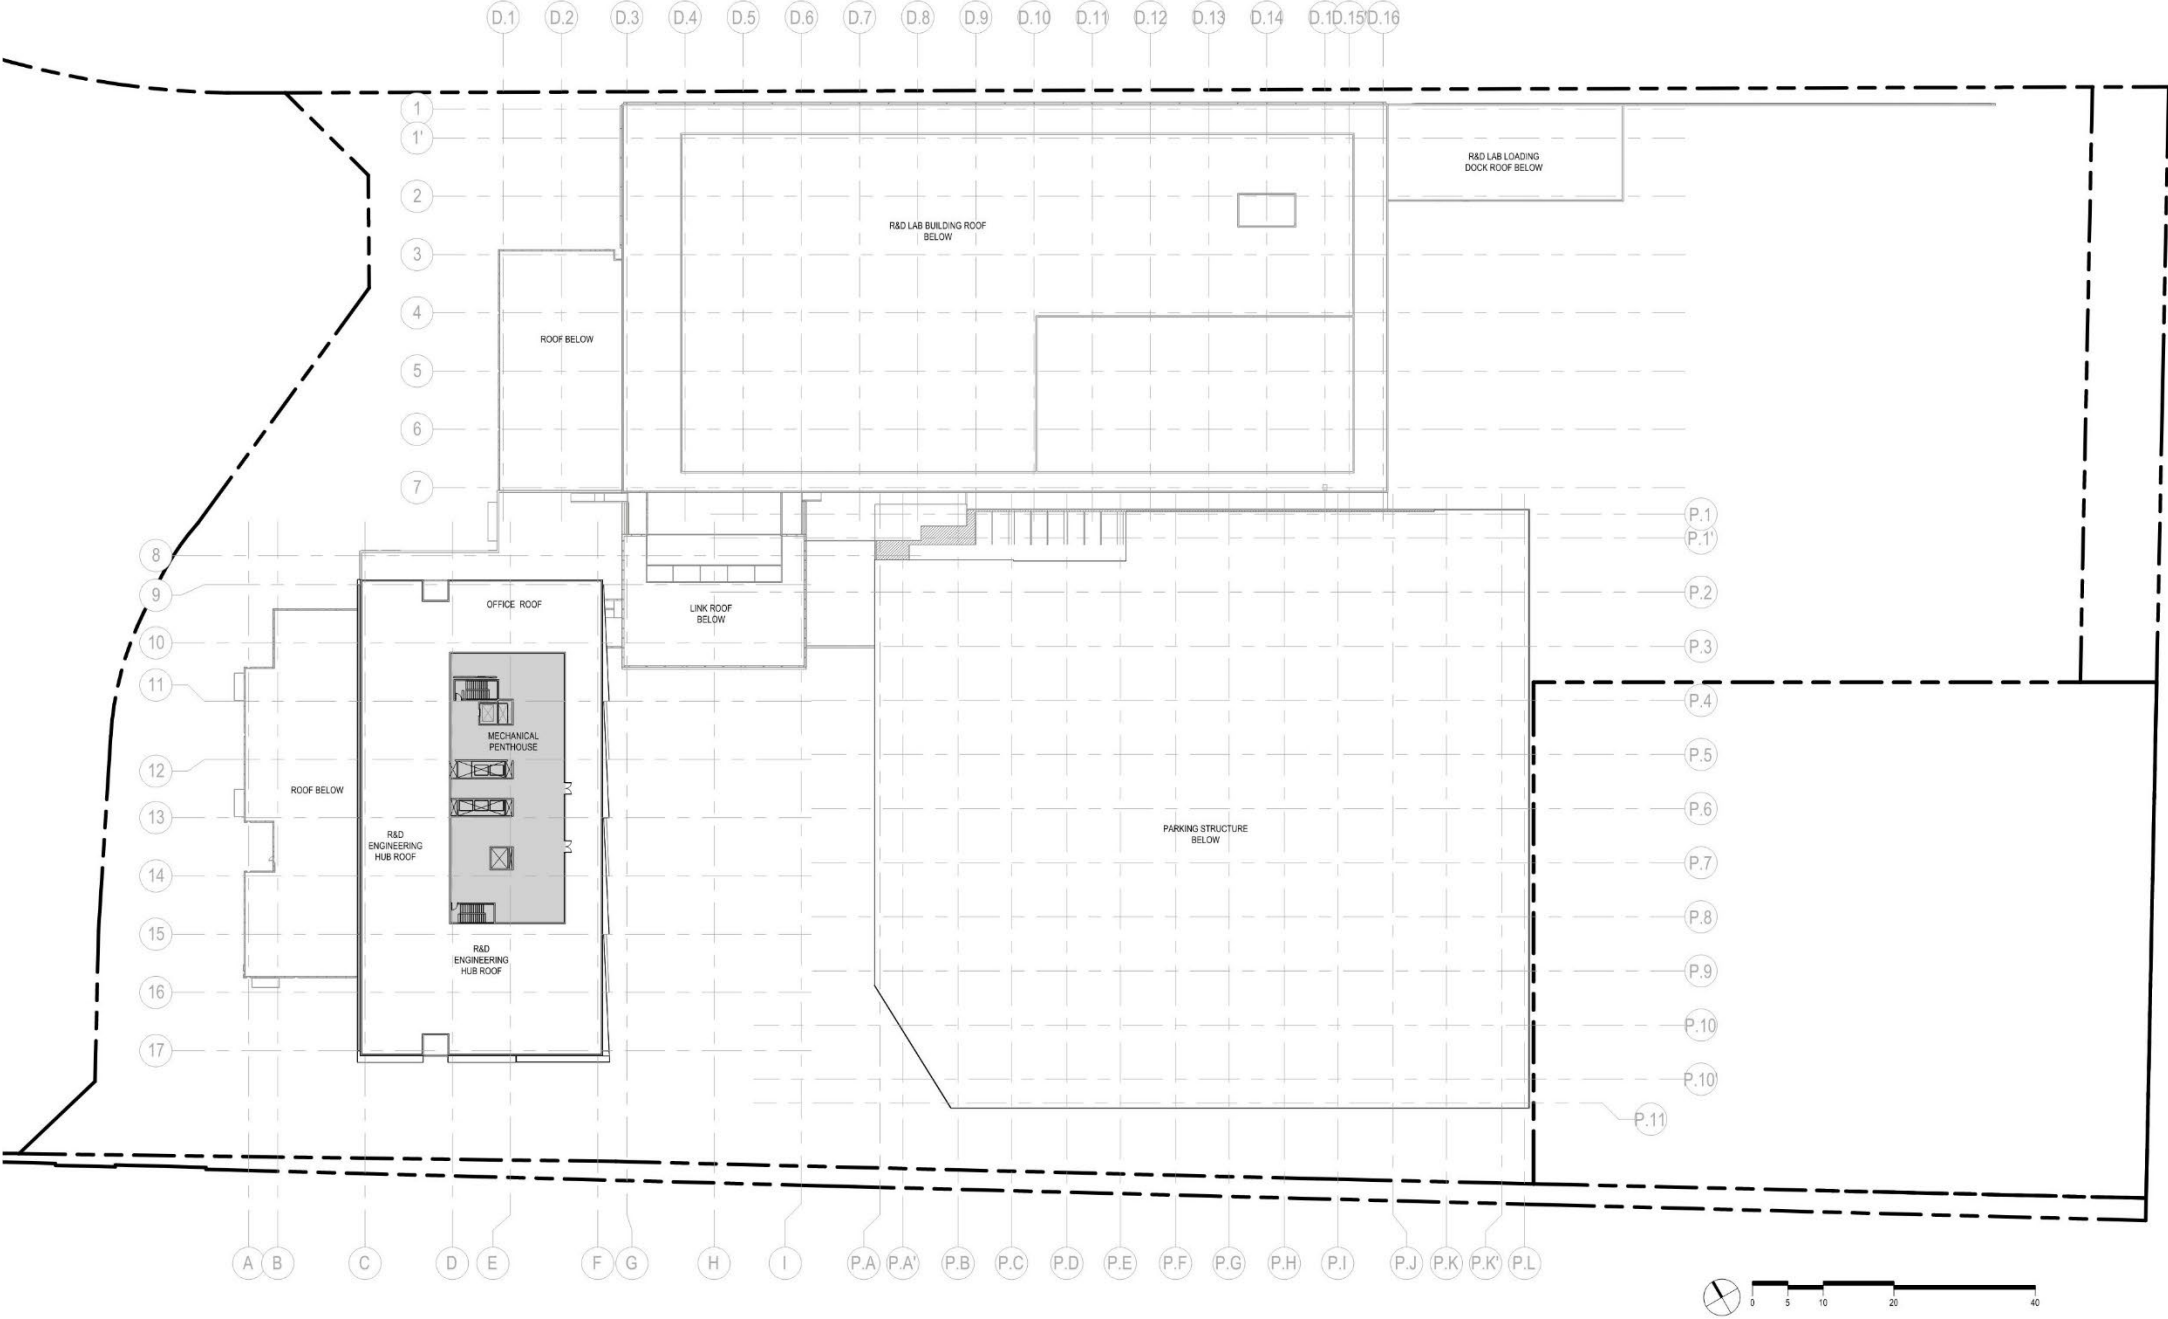 D.1 D.2 D.3 D.4 D.5 D.6 D.7 D.8 D.9 D.10 D.11 D.12 D.13 D.14 D.15' D.16
1
1'
2
3
4
5
6
7
R&D LAB LOADING
DOCK ROOF BELOW
R&D LAB BUILDING ROOF
BELOW
ROOF BELOW
P.1
P.1'
P.2
P.3
P.4
P.5
P.6
P.7
P.8
P.9
P.10
P.10'
P.11
8
9
10
11
12
13
14
15
16
17
OFFICE ROOF
LINK ROOF
BELOW
MECHANICAL
PENTHOUSE
ROOF BELOW
R&D
ENGINEERING
HUB ROOF
PARKING STRUCTURE
BELOW
R&D
ENGINEERING
HUB ROOF
A B C D E F G H I P.A P.A' P.B P.C P.D P.E P.F P.G P.H P.I P.J P.K P.K' P.L
0 5 10 20 40